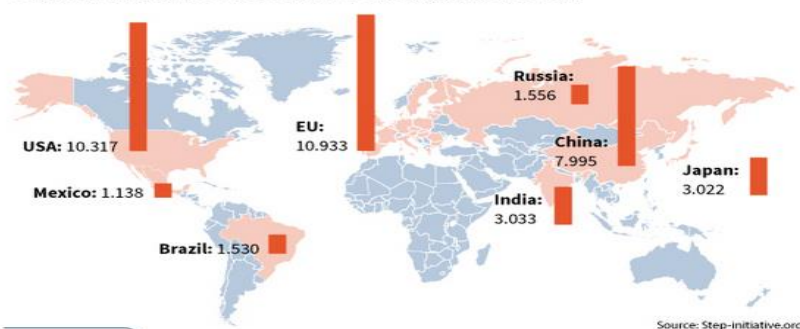 Russia:
1.556
EU:
10.933
USA: 10.317
China:
7.995
Japan:
3.022
Mexico: 1.138
India:
3.033
Brazil: 1.530
Source: Step-initiative.org